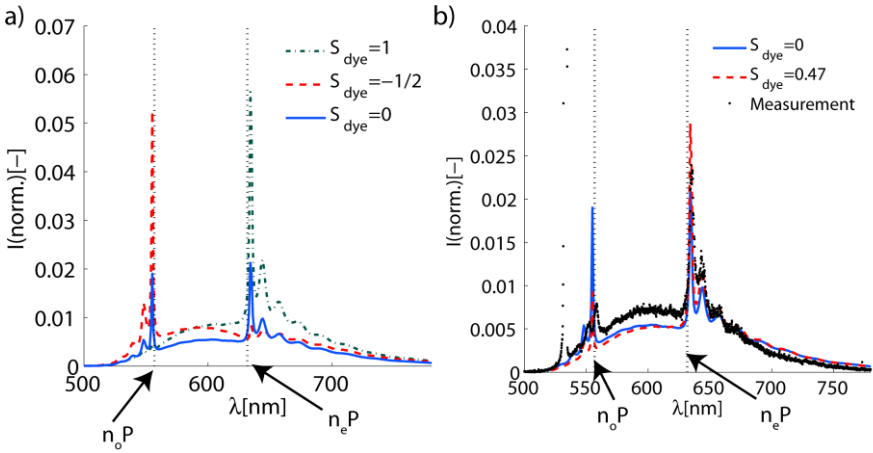 a)
I(norm.)[-]
0.07
0.06
0.05
0.04
0.03
0.02
0.01
0
500
600
700
λ[nm]
S dye=1
S dye=−1/2
S dye=0
noP
neP
b)
I(norm.)[-]
0.04
0.035
0.03
0.025
0.02
0.015
0.01
0.005
0
500
550
600
650
700
750
λ[nm]
S dye=0
S dye=0.47
Measurement
noP
neP